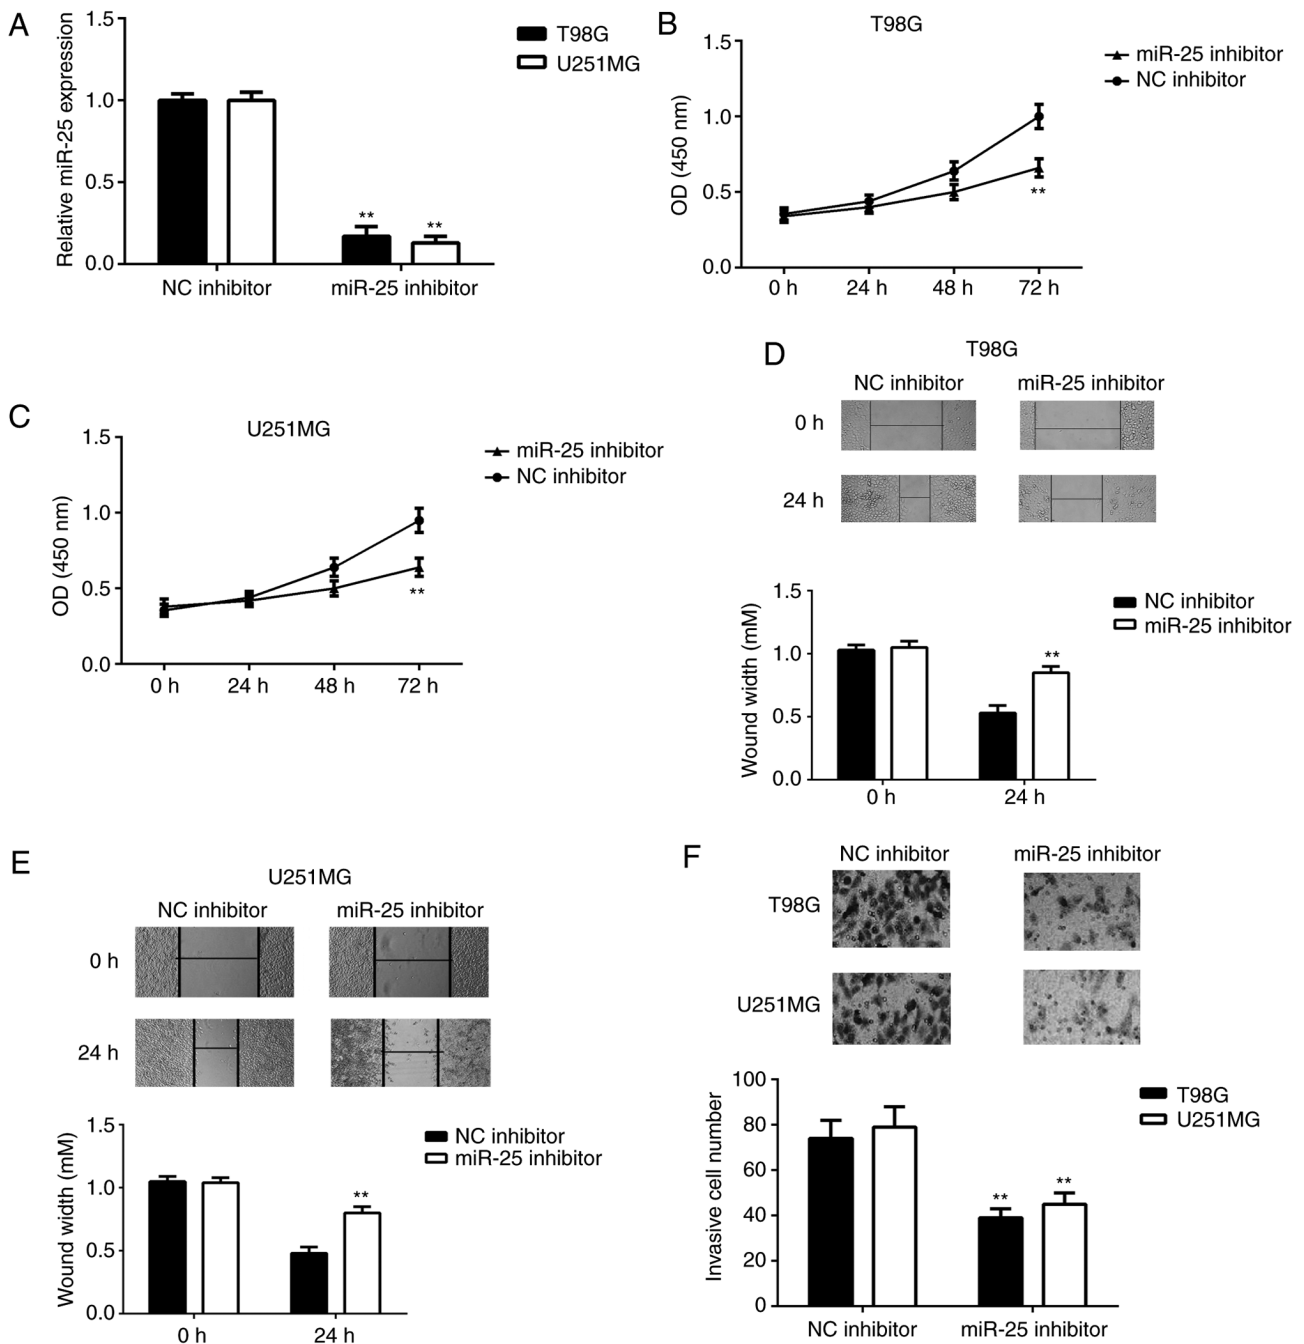 A
1.5
1.0
0.5
0.0
Relative miR-25 expression
** **
NC inhibitor miR-25 inhibitor
T98G
U251MG
B
T98G
1.5
1.0
0.5
0.0
OD (450 nm)
**
0 h 24 h 48 h 72 h
miR-25 inhibitor
NC inhibitor
C
U251MG
1.5
1.0
0.5
0.0
OD (450 nm)
**
0 h 24 h 48 h 72 h
miR-25 inhibitor
NC inhibitor
D
T98G
NC inhibitor miR-25 inhibitor
0 h
24 h
1.5
1.0
0.5
0.0
Wound width (mM)
**
0 h 24 h
NC inhibitor
miR-25 inhibitor
E
U251MG
NC inhibitor miR-25 inhibitor
0 h
24 h
1.5
1.0
0.5
0.0
Wound width (mM)
**
0 h 24 h
NC inhibitor
miR-25 inhibitor
F
NC inhibitor miR-25 inhibitor
T98G
U251MG
100
80
60
40
20
0
Invasive cell number
** **
NC inhibitor miR-25 inhibitor
T98G
U251MG